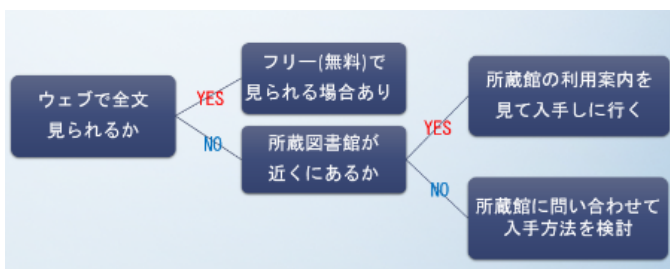 ウェブで全文
見られるか
YES
フリー(無料)で
見られる場合あり
NO
所蔵図書館が
近くにあるか
YES
所蔵館の利用案内を
見て入手しに行く
NO
所蔵館に問い合わせて
入手方法を検討